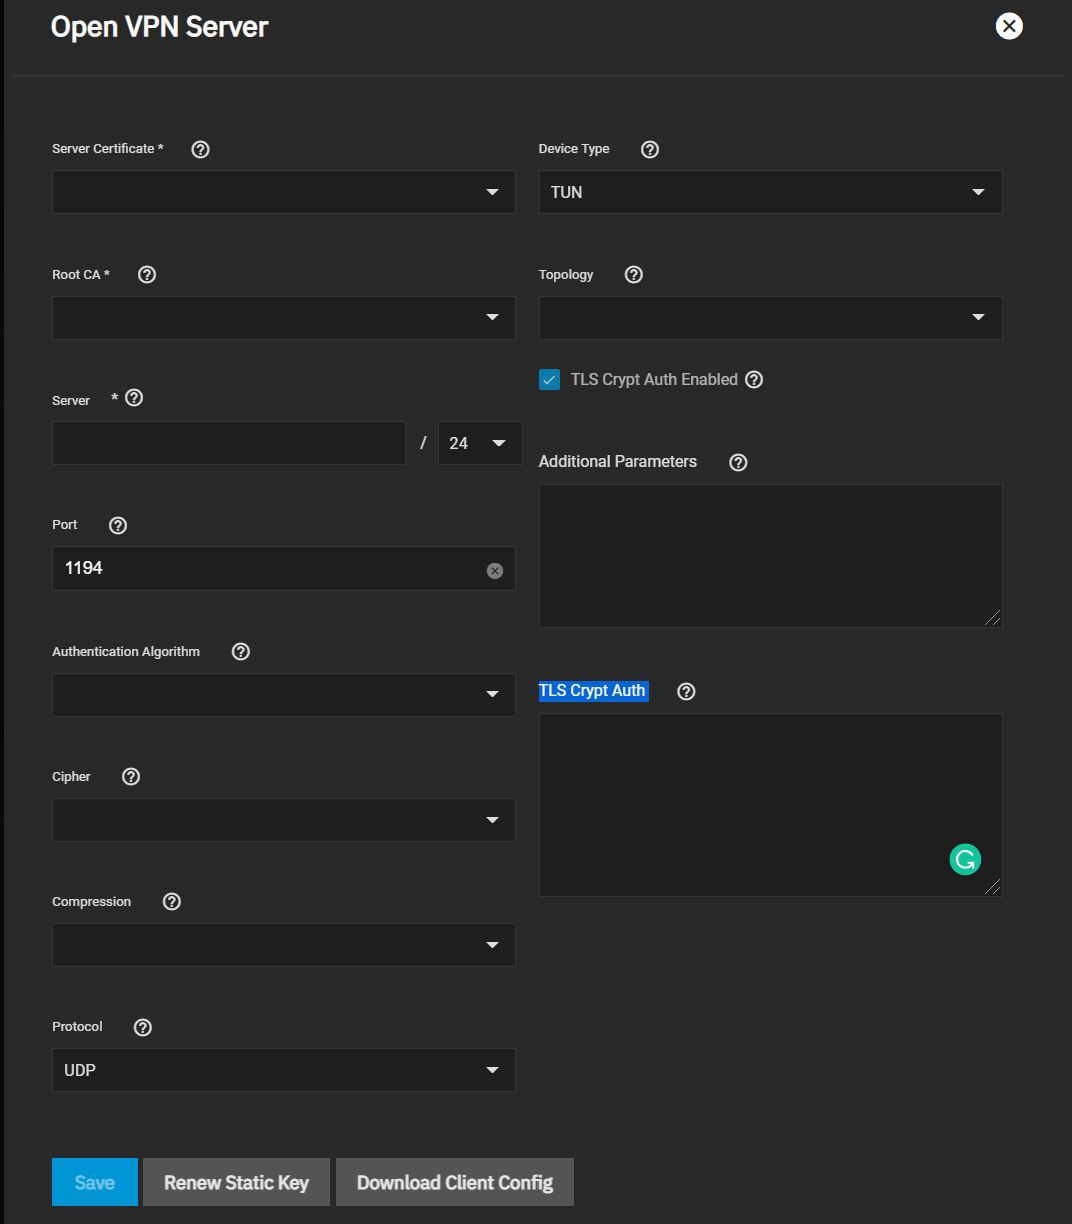 Open VPN Server
Server Certificate *
Root CA *
Server *
/ 24
Port
1194
Authentication Algorithm
Cipher
Compression
Protocol
UDP
Device Type
TUN
Topology
TLS Crypt Auth Enabled
Additional Parameters
TLS Crypt Auth
Save
Renew Static Key
Download Client Config